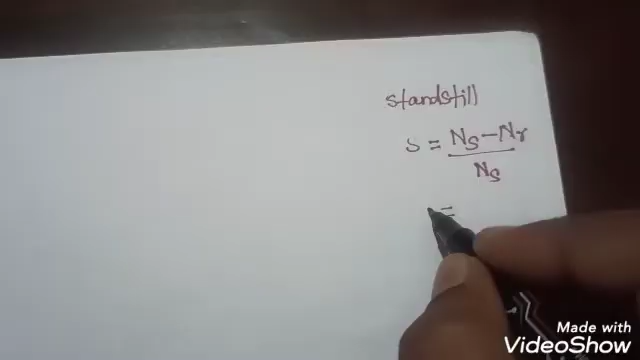 standstill
S = Ns-Nr
Ns
=
Made with
VideoShow